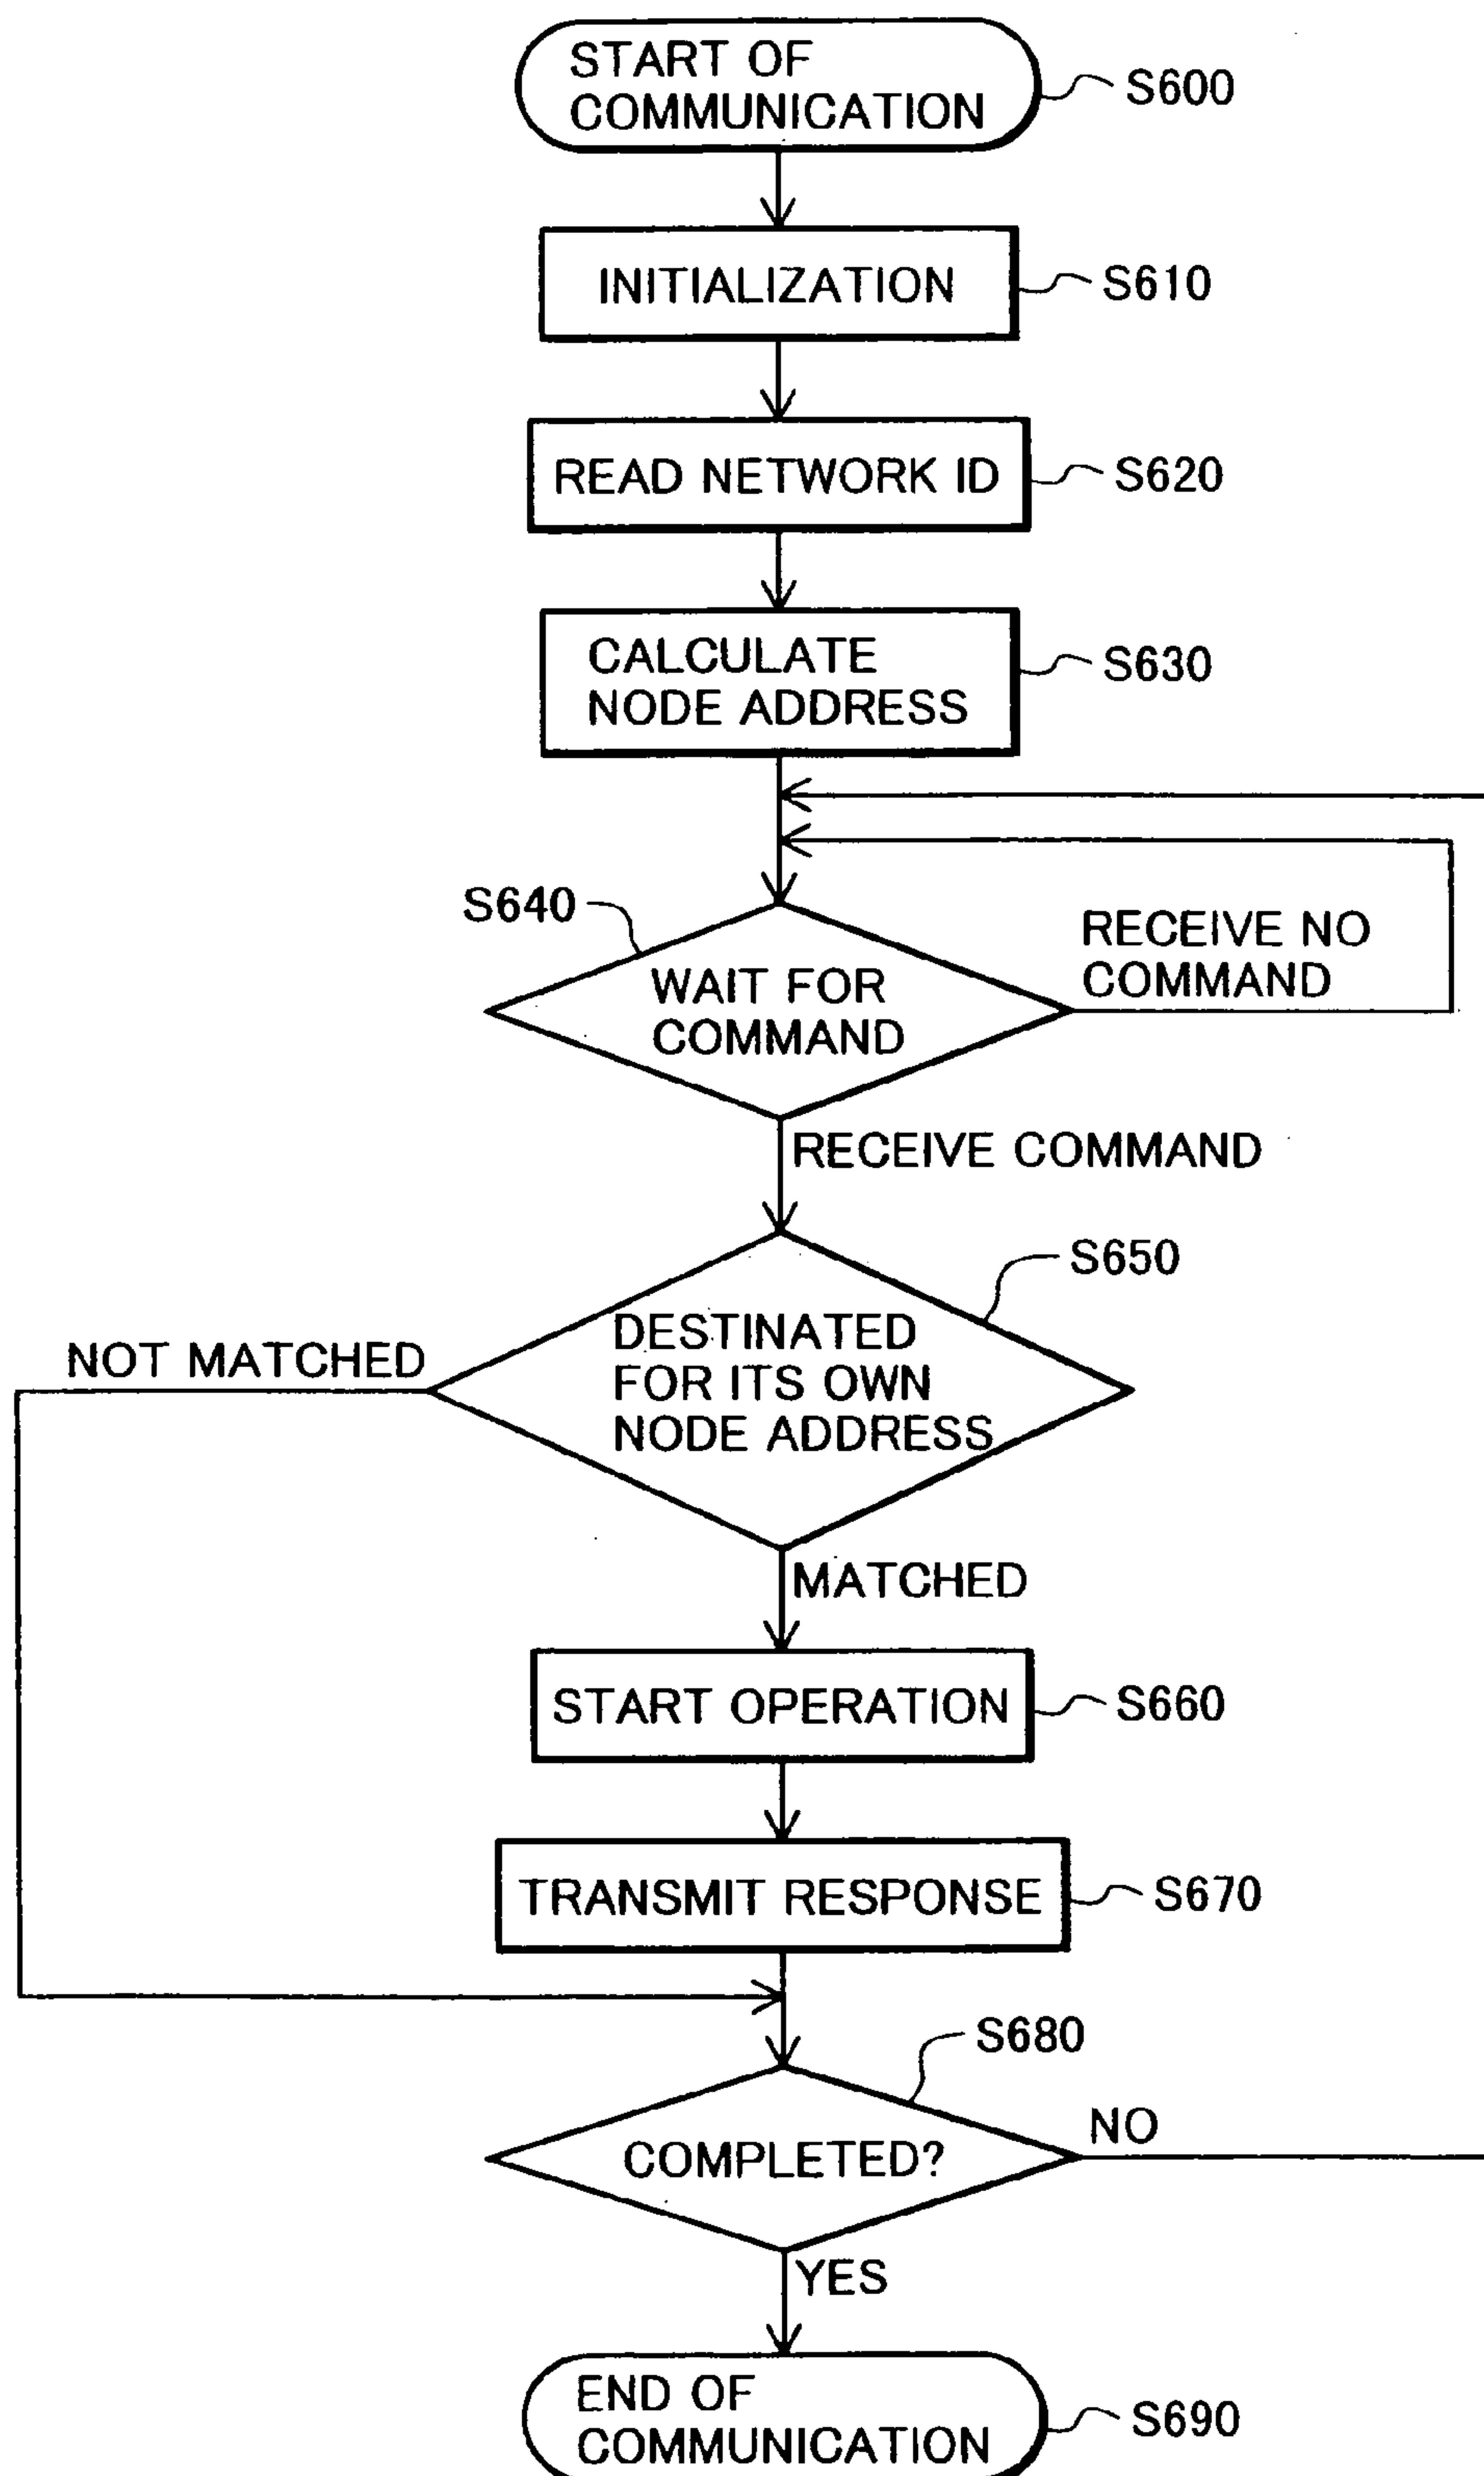 START OF
COMMUNICATION
S600
INITIALIZATION
S610
READ NETWORK ID
S620
CALCULATE
NODE ADDRESS
S630
S640
WAIT FOR
COMMAND
RECEIVE NO
COMMAND
RECEIVE COMMAND
S650
DESTINATED
FOR ITS OWN
NODE ADDRESS
NOT MATCHED
MATCHED
START OPERATION
S660
TRANSMIT RESPONSE
S670
S680
COMPLETED?
NO
YES
END OF
COMMUNICATION
S690